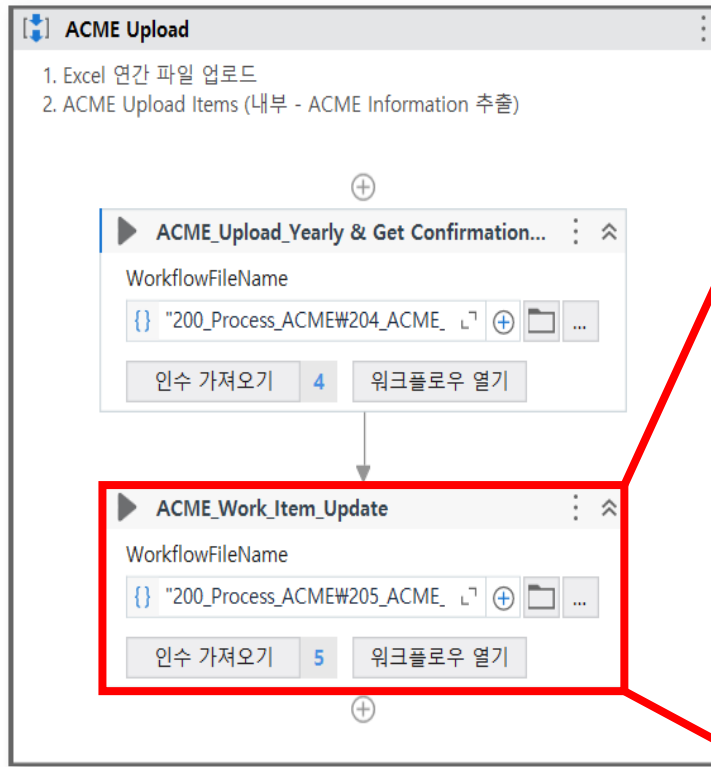 ACME Upload
1. Excel 연간 파일 업로드
2. ACME Upload Items (내부 - ACME Information 추출)
ACME_Upload_Yearly & Get Confirmation...
WorkflowFileName
{} "200_Process_ACME₩204_ACME_ ...
인수 가져오기 4 워크플로우 열기
ACME_Work_Item_Update
WorkflowFileName
{} "200_Process_ACME₩205_ACME_ ...
인수 가져오기 5 워크플로우 열기